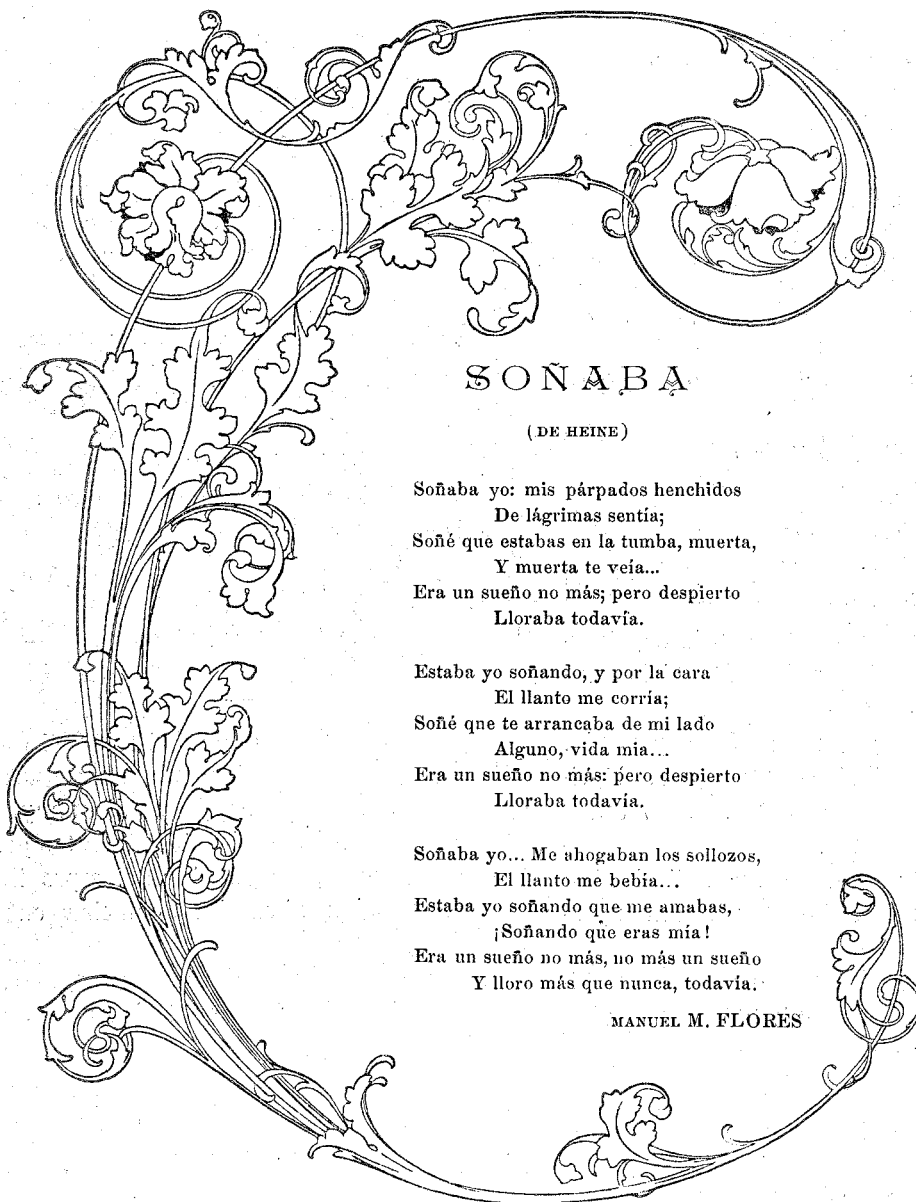 SOÑABA
(DE HEINE)
Soñaba yo: mis párpados henchidos
De lágrimas sentía;
Soñé que estabas en la tumba, muerta,
Y muerta te veía...
Era un sueño no más; pero despierto
Lloraba todavía.
Estaba yo soñando, y por la cara
El llanto me corría;
Soñé que te arrancaba de mi lado
Alguno, vida mia...
Era un sueño no más: pero despierto
Lloraba todavía.
Soñaba yo... Me ahogaban los sollozos,
El llanto me bebía...
Estaba yo soñando que me amabas,
¡Soñando que eras mía!
Era un sueño no más, no más un sueño
Y lloro más que nunca, todavía.
MANUEL M. FLORES